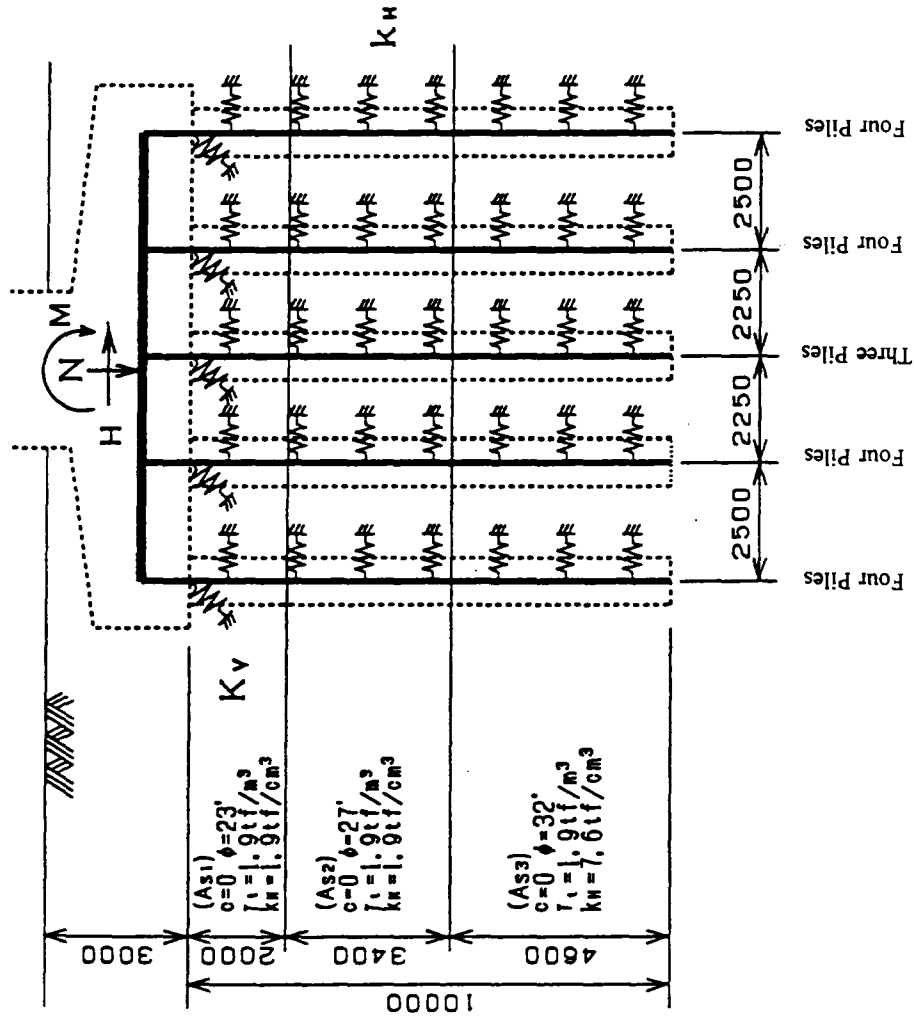 M
N
H
kH
Kv
(As1)
c=0 φ=23°
γt=1.9tf/m³
kH=1.9tf/cm³
(As2)
c=0 φ=27°
γt=1.9tf/m³
kH=1.9tf/cm³
(As3)
c=0 φ=32°
γt=1.9tf/m³
kH=7.6tf/cm³
3000
2000
3400
4600
10000
2500
2250
2250
2500
Four Piles
Four Piles
Three Piles
Four Piles
Four Piles